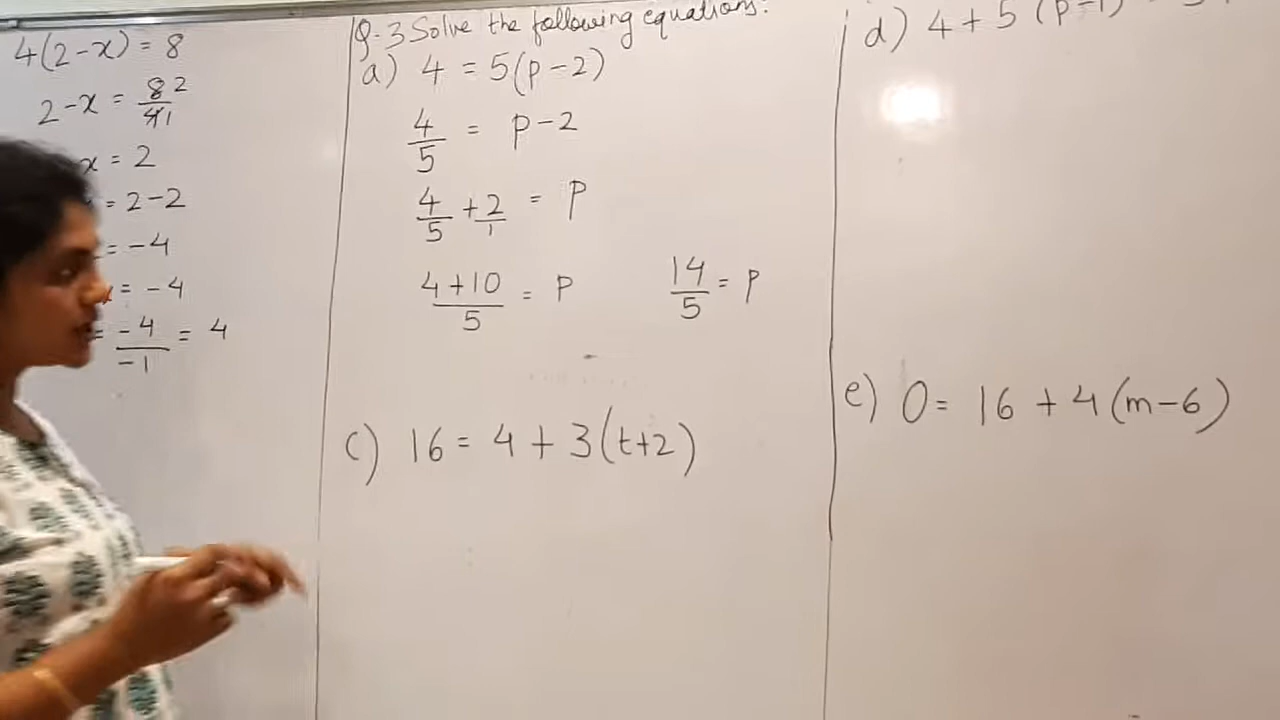 4(2-x) = 8
2-x = 8 2 / 4 1
x = 2
= 2-2
= -4
= -4
= -4/-1 = 4
Q.3 Solve the following equations.
a) 4 = 5(p-2)
4/5 = p-2
4/5 + 2/1 = p
4+10/5 = p 14/5 = p
c) 16 = 4 + 3(t+2)
d) 4 + 5 (p-1) =
e) 0 = 16 + 4(m-6)